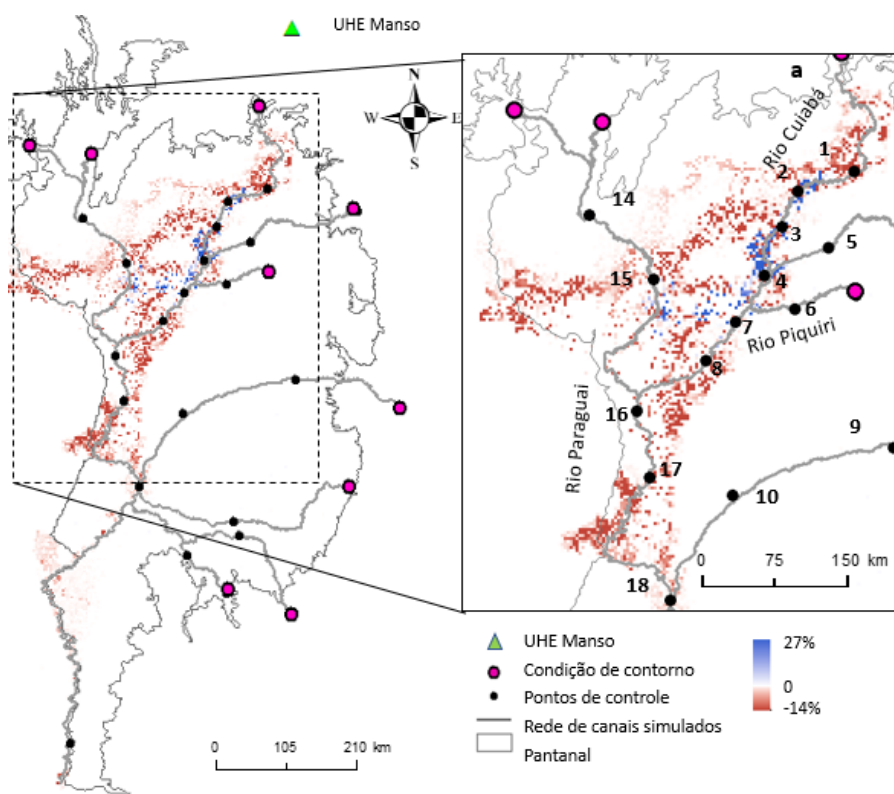 UHE Manso
N
W
E
S
a
Rio Cuiabá
1
2
14
3
5
4
15
6
7
Rio Piquiri
8
16
9
Rio Paraguai
17
10
0 75 150 km
18
UHE Manso
Condição de contorno
Pontos de controle
Rede de canais simulados
Pantanal
27%
0
-14%
0 105 210 km